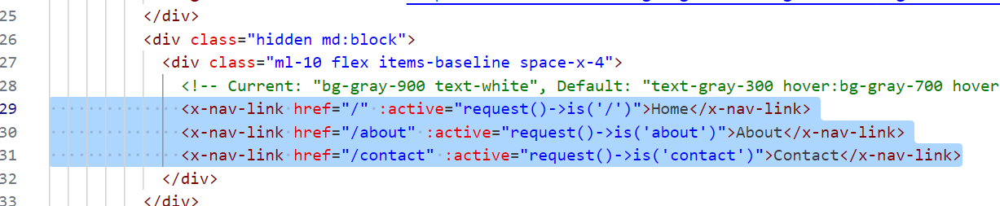 25 </div>
26 <div class="hidden md:block">
27 <div class="ml-10 flex items-baseline space-x-4">
28 <!-- Current: "bg-gray-900 text-white", Default: "text-gray-300 hover:bg-gray-700 hover
29 <x-nav-link href="/" :active="request()->is('/')">Home</x-nav-link>
30 <x-nav-link href="/about" :active="request()->is('about')">About</x-nav-link>
31 <x-nav-link href="/contact" :active="request()->is('contact')">Contact</x-nav-link>
32 </div>
33 </div>